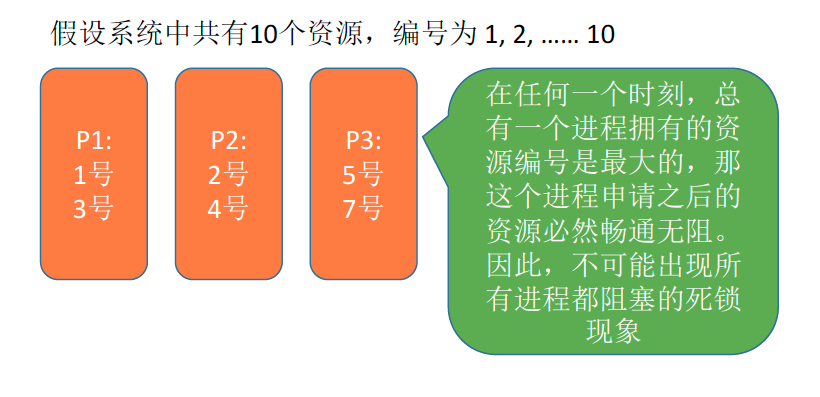 假设系统中共有10个资源，编号为 1, 2, …… 10
P1:
1号
3号
P2:
2号
4号
P3:
5号
7号
在任何一个时刻，总
有一个进程拥有的资
源编号是最大的，那
这个进程申请之后的
资源必然畅通无阻。
因此，不可能出现所
有进程都阻塞的死锁
现象